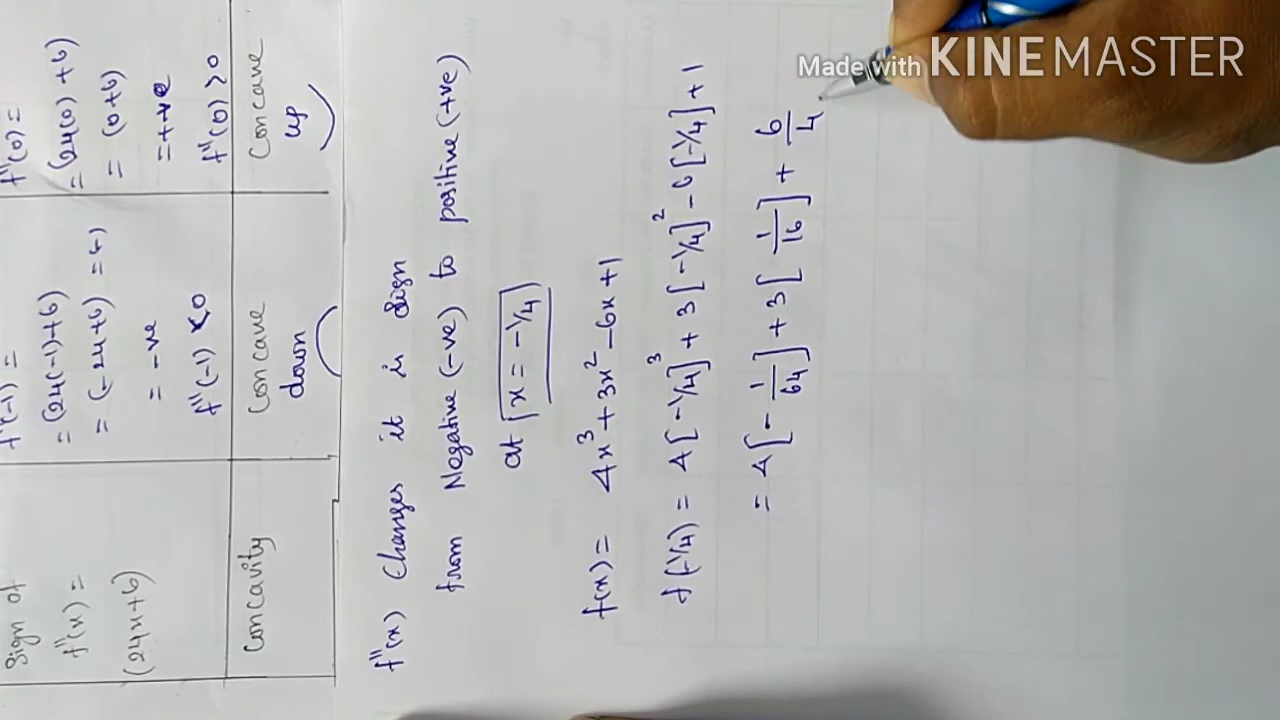 Sign of
f''(x) =
(24x+6)
f''(-1) =
= (24(-1)+6)
= (-24+6)
= -ve
f''(-1) < 0
f''(0) =
= (24(0)+6)
= (0+6)
= +ve
f''(0) > 0
Concavity
Concave
down
Concave
up
f''(x) Changes it is sign
from Negative (-ve) to positive (+ve)
at x = -1/4
f(x) = 4x³ + 3x² - 6x + 1
f(-1/4) = 4[-1/4]³ + 3[-1/4]² - 6[-1/4] + 1
= 4[-1/64] + 3[1/16] + 6/4
Made with KINEMASTER